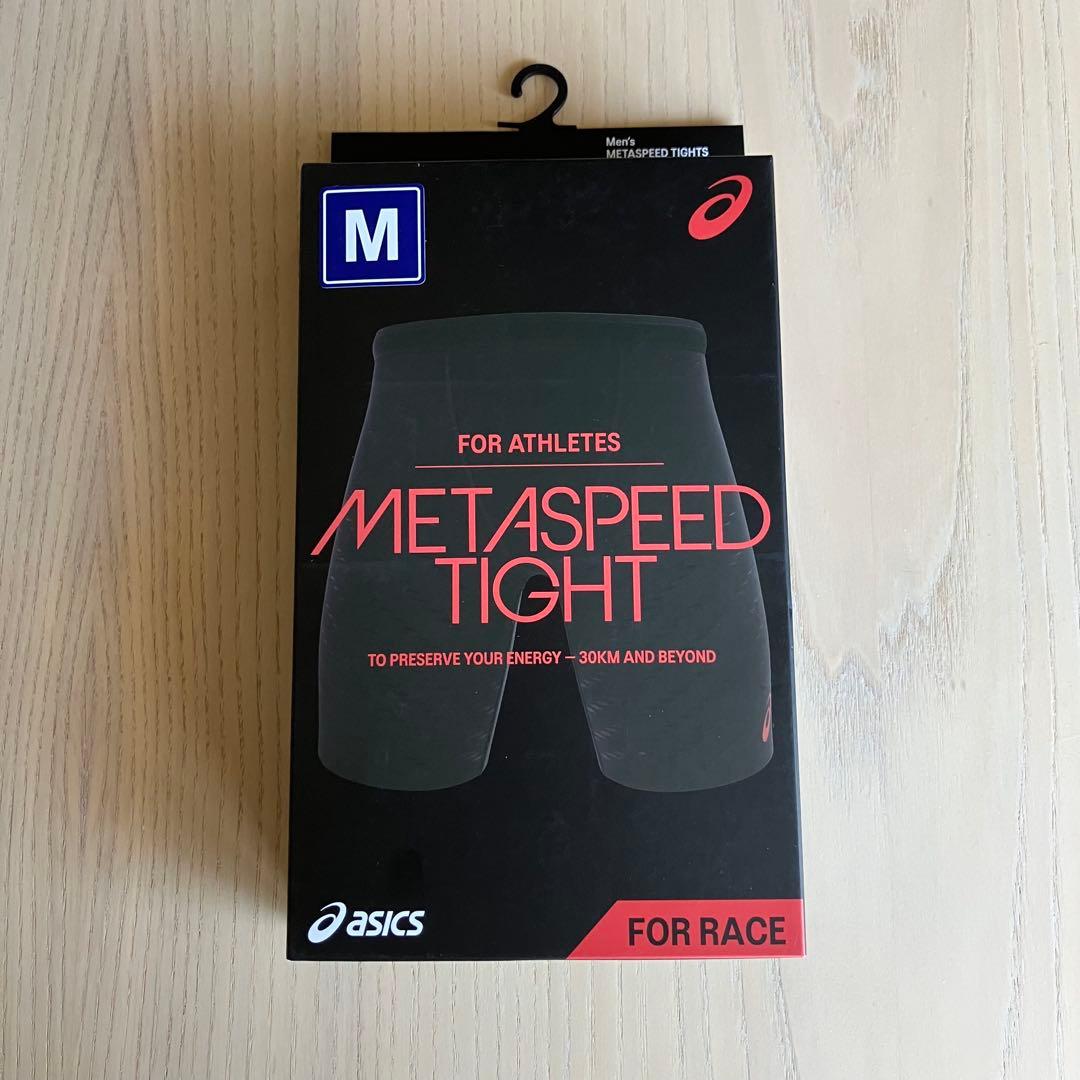 Men's
METASPEED TIGHTS
M
FOR ATHLETES
METASPEED
TIGHT
TO PRESERVE YOUR ENERGY – 30KM AND BEYOND
asics
FOR RACE